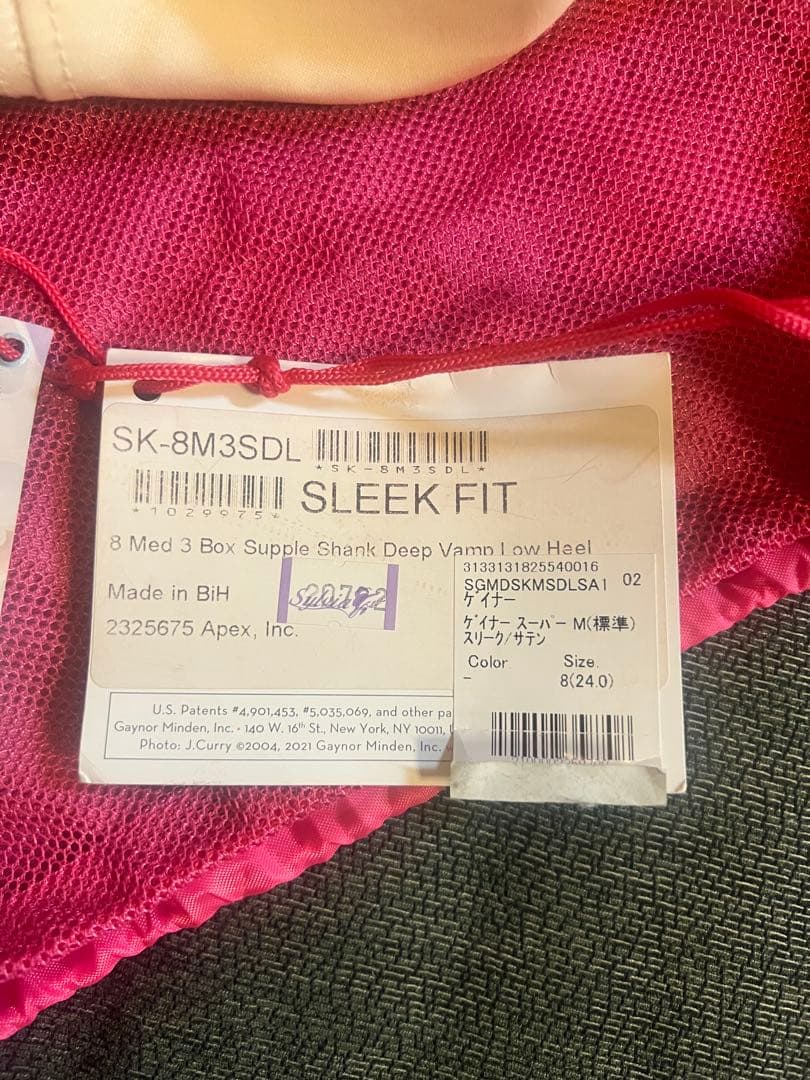 SK-8M3SDL
*SK-8M3SDL*
*1029975*
SLEEK FIT
8 Med 3 Box Supple Shank Deep Vamp Low Heel
Made in BiH
2325675 Apex, Inc.
U.S. Patents #4,901,453, #5,035,069, and other pa
Gaynor Minden, Inc. • 140 W. 16th St., New York, NY 10011,
Photo: J.Curry ©2004, 2021 Gaynor Minden, Inc.
3133131825540016
SGMDSKMSDLSA1 02
ゲイナー
ゲイナー スーパー M(標準)
スリーク/サテン
Color Size.
- 8(24.0)